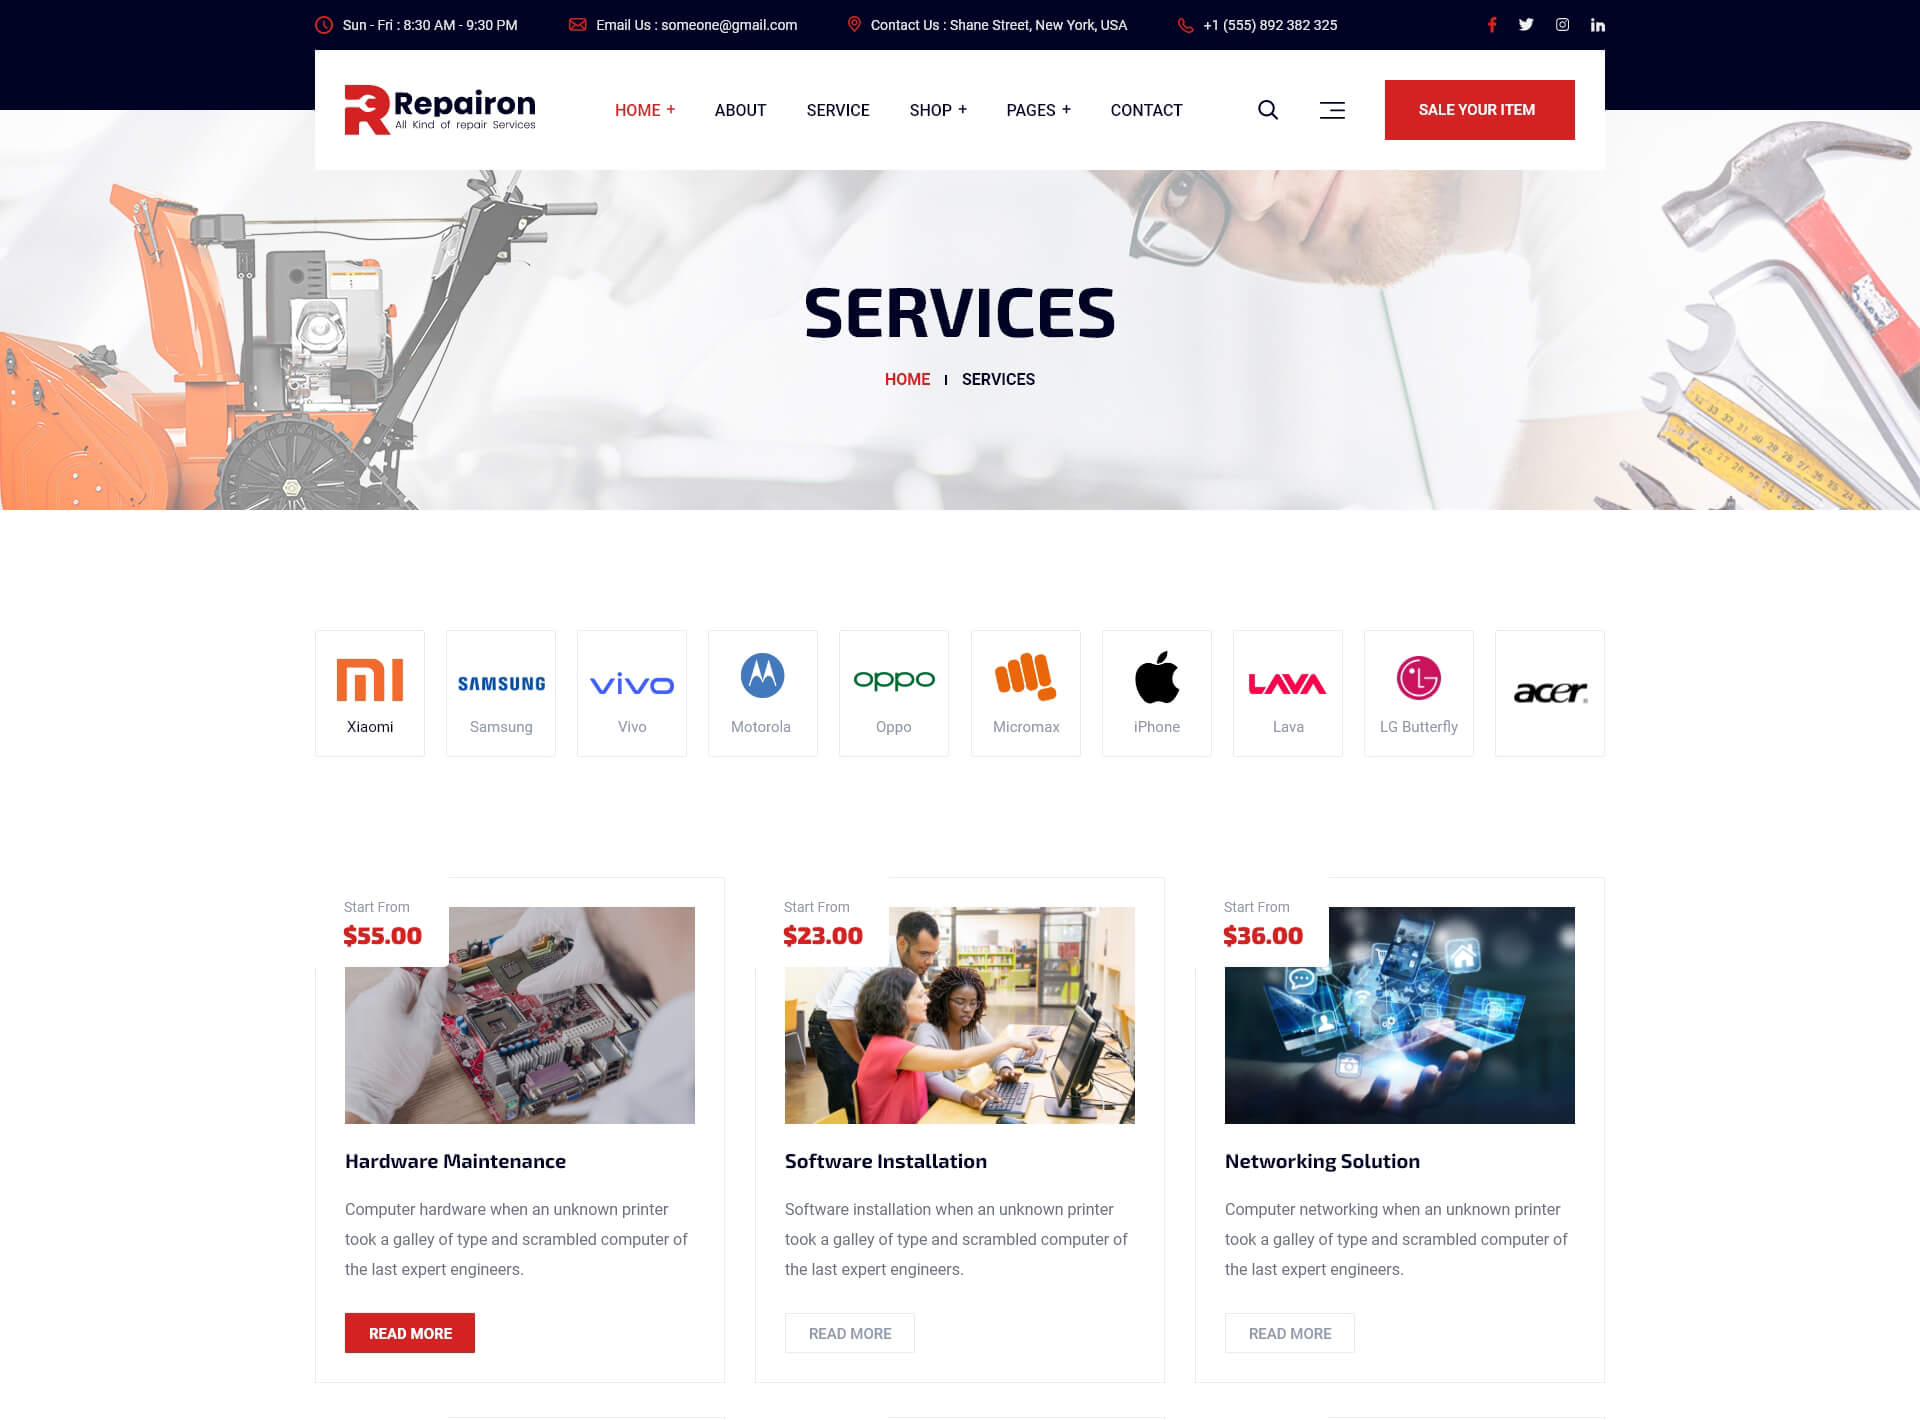 Sun - Fri : 8:30 AM - 9:30 PM
Email Us : someone@gmail.com
Contact Us : Shane Street, New York, USA
+1 (555) 892 382 325
Repairon
All Kind of repair Services
HOME +
ABOUT
SERVICE
SHOP +
PAGES +
CONTACT
SALE YOUR ITEM
SERVICES
HOME
SERVICES
Xiaomi
SAMSUNG
Samsung
vivo
Vivo
Motorola
oppo
Oppo
Micromax
iPhone
LAVA
Lava
LG Butterfly
acer
Start From
$55.00
Hardware Maintenance
Computer hardware when an unknown printer
took a galley of type and scrambled computer of
the last expert engineers.
READ MORE
Start From
$23.00
Software Installation
Software installation when an unknown printer
took a galley of type and scrambled computer of
the last expert engineers.
READ MORE
Start From
$36.00
Networking Solution
Computer networking when an unknown printer
took a galley of type and scrambled computer of
the last expert engineers.
READ MORE